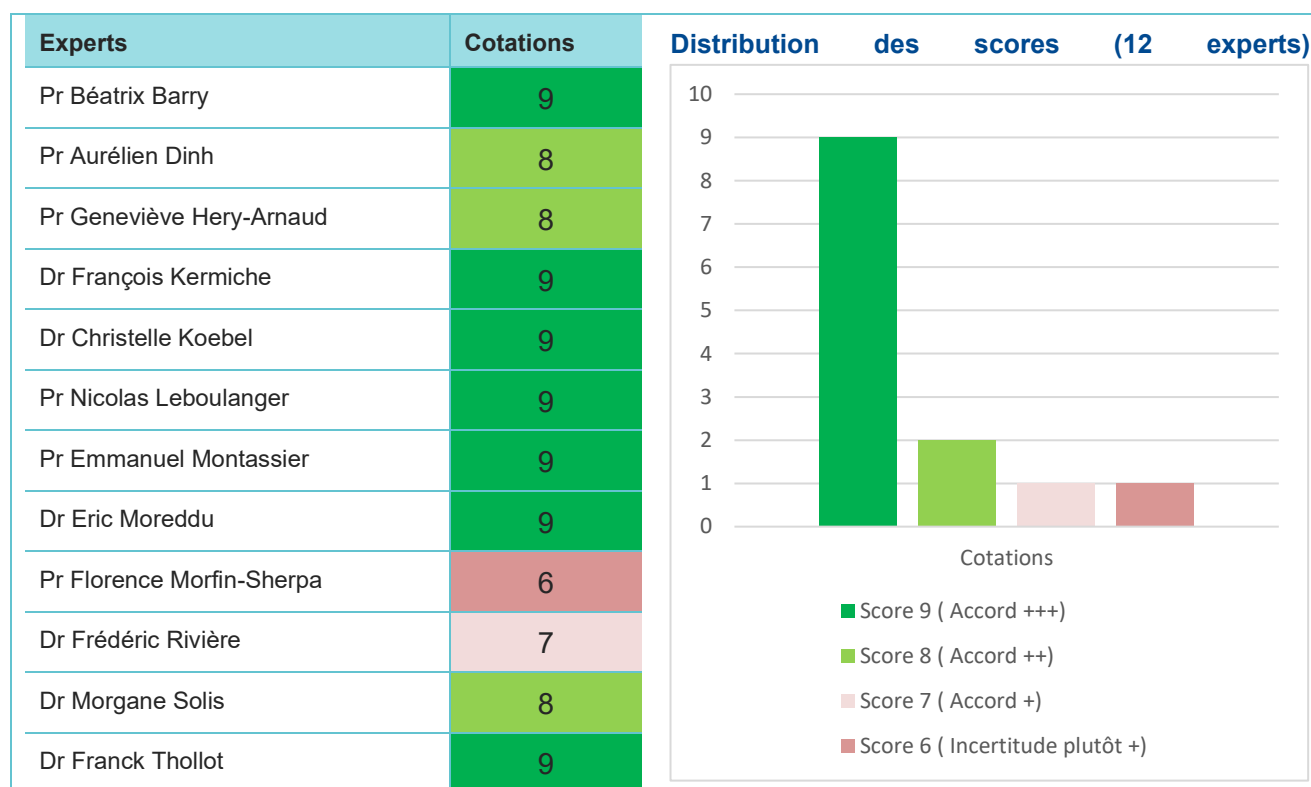 Experts Cotations
Pr Béatrix Barry 9
Pr Aurélien Dinh 8
Pr Geneviève Hery-Arnaud 8
Dr François Kermiche 9
Dr Christelle Koebel 9
Pr Nicolas Leboulanger 9
Pr Emmanuel Montassier 9
Dr Eric Moreddu 9
Pr Florence Morfin-Sherpa 6
Dr Frédéric Rivière 7
Dr Morgane Solis 8
Dr Franck Thollot 9
Distribution des scores (12 experts)
10
9
8
7
6
5
4
3
2
1
0
Cotations
Score 9 ( Accord +++)
Score 8 ( Accord ++)
Score 7 ( Accord +)
Score 6 ( Incertitude plutôt +)